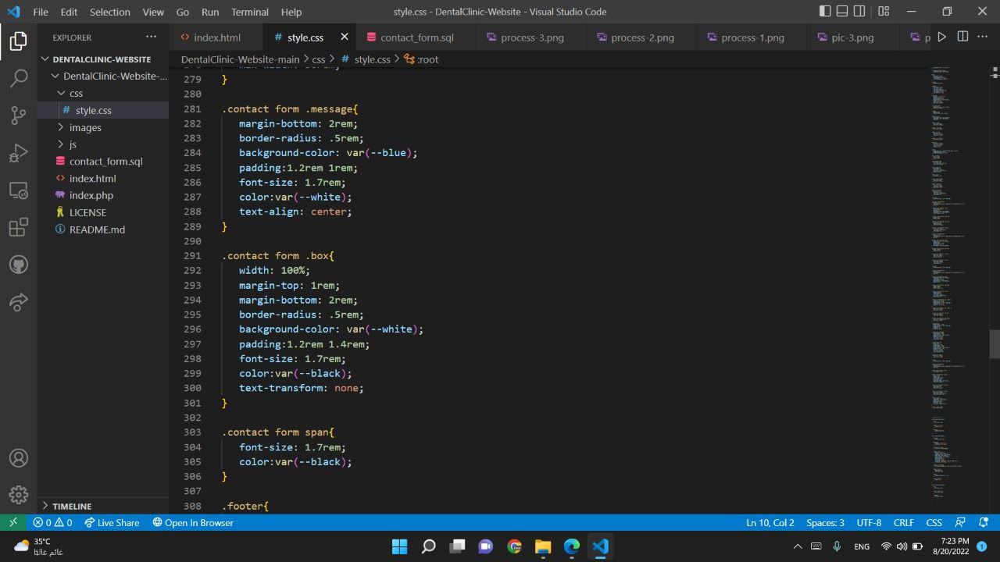 File Edit Selection View Go Run Terminal Help style.css - DentalClinic-Website - Visual Studio Code
EXPLORER
index.html style.css contact_form.sql process-3.png process-2.png process-1.png pic-3.png p
DENTALCLINIC-WEBSITE
DentalClinic-Website-...
css
style.css
images
js
contact_form.sql
index.html
index.php
LICENSE
README.md
TIMELINE
DentalClinic-Website-main > css > # style.css > :root
279 }
280
281 .contact form .message{
282 margin-bottom: 2rem;
283 border-radius: .5rem;
284 background-color: var(--blue);
285 padding:1.2rem 1rem;
286 font-size: 1.7rem;
287 color:var(--white);
288 text-align: center;
289 }
290
291 .contact form .box{
292 width: 100%;
293 margin-top: 1rem;
294 margin-bottom: 2rem;
295 border-radius: .5rem;
296 background-color: var(--white);
297 padding:1.2rem 1.4rem;
298 font-size: 1.7rem;
299 color:var(--black);
300 text-transform: none;
301 }
302
303 .contact form span{
304 font-size: 1.7rem;
305 color:var(--black);
306 }
307
308 .footer{
0 0 Live Share Open In Browser Ln 10, Col 2 Spaces: 3 UTF-8 CRLF CSS
35°C
غائم غالبًا
ENG
7:23 PM
8/20/2022
1